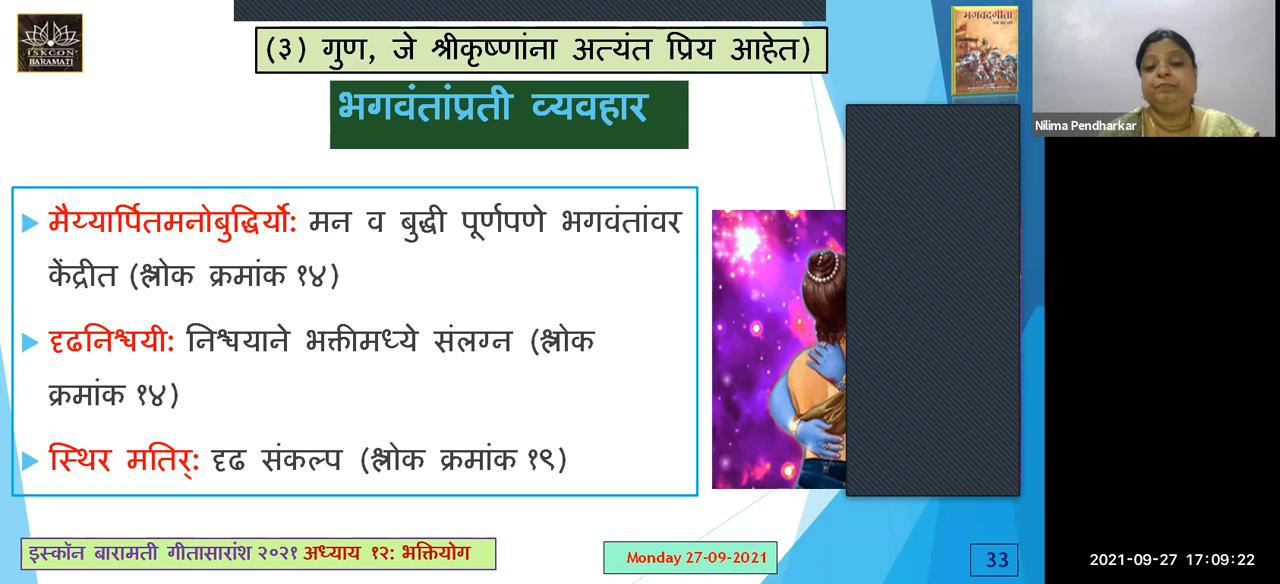 ISKCON
BARAMATI
(३) गुण, जे श्रीकृष्णांना अत्यंत प्रिय आहेत)
भगवद्गीता
भगवंतांप्रती व्यवहार
Nilima Pendharkar
मैय्यार्पितमनोबुद्धिर्यो: मन व बुद्धी पूर्णपणे भगवंतांवर
केंद्रीत (श्लोक क्रमांक १४)
दृढनिश्चयी: निश्चयाने भक्तीमध्ये संलग्न (श्लोक
क्रमांक १४)
स्थिर मतिर्: दृढ संकल्प (श्लोक क्रमांक १९)
इस्कॉन बारामती गीतासारांश २०२१ अध्याय १२: भक्तियोग
Monday 27-09-2021
33
2021-09-27 17:09:22